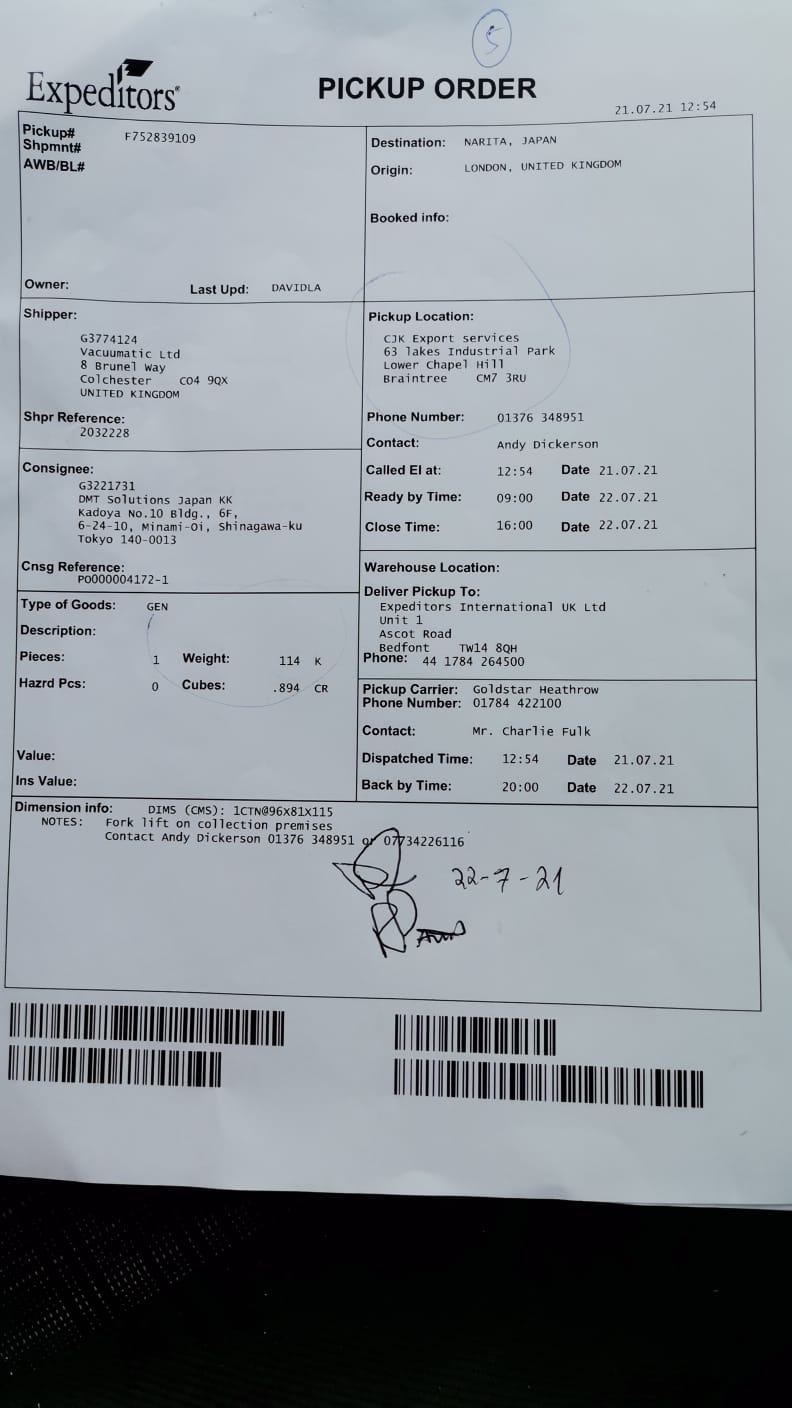 5
Expeditors
PICKUP ORDER
21.07.21 12:54
Pickup# F752839109
Shpmnt#
AWB/BL#
Owner: Last Upd: DAVIDLA
Destination: NARITA, JAPAN
Origin: LONDON, UNITED KINGDOM
Booked info:
Shipper:
G3774124
Vacuumatic Ltd
8 Brunel Way
Colchester CO4 9QX
UNITED KINGDOM
Shpr Reference:
2032228
Pickup Location:
CJK Export services
63 lakes Industrial Park
Lower Chapel Hill
Braintree CM7 3RU
Phone Number: 01376 348951
Contact: Andy Dickerson
Called EI at: 12:54 Date 21.07.21
Ready by Time: 09:00 Date 22.07.21
Close Time: 16:00 Date 22.07.21
Consignee:
G3221731
DMT Solutions Japan KK
Kadoya No.10 Bldg., 6F,
6-24-10, Minami-Oi, Shinagawa-ku
Tokyo 140-0013
Cnsg Reference:
PO000004172-1
Warehouse Location:
Deliver Pickup To:
Expeditors International UK Ltd
Unit 1
Ascot Road
Bedfont TW14 8QH
Phone: 44 1784 264500
Type of Goods: GEN
Description:
Pieces: 1 Weight: 114 K
Hazrd Pcs: 0 Cubes: .894 CR
Value:
Ins Value:
Pickup Carrier: Goldstar Heathrow
Phone Number: 01784 422100
Contact: Mr. Charlie Fulk
Dispatched Time: 12:54 Date 21.07.21
Back by Time: 20:00 Date 22.07.21
Dimension info: DIMS (CMS): 1CTN@96X81X115
NOTES: Fork lift on collection premises
Contact Andy Dickerson 01376 348951 or 07734226116
22-7-21